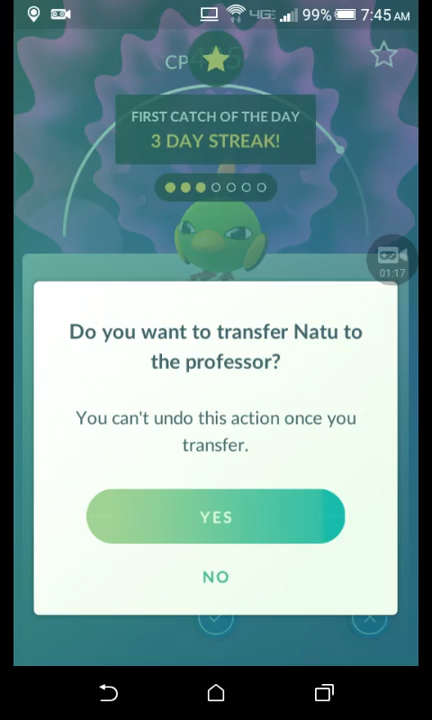 4G LTE 99% 7:45 AM
CP
FIRST CATCH OF THE DAY
3 DAY STREAK!
01:17
Do you want to transfer Natu to
the professor?
You can't undo this action once you
transfer.
YES
NO